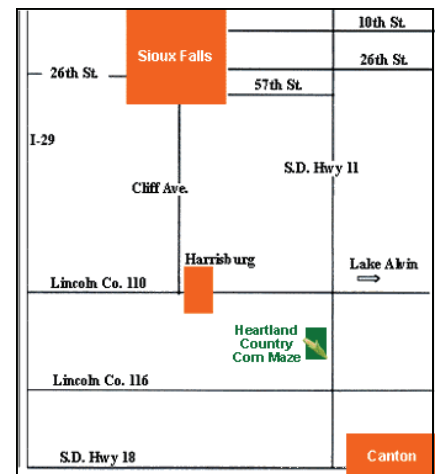 10th St.
Sioux Falls
26th St.
26th St.
57th St.
I-29
S.D. Hwy 11
Cliff Ave.
Harrisburg
Lake Alvin
Lincoln Co. 110
Heartland
Country
Corn Maze
Lincoln Co. 116
S.D. Hwy 18
Canton